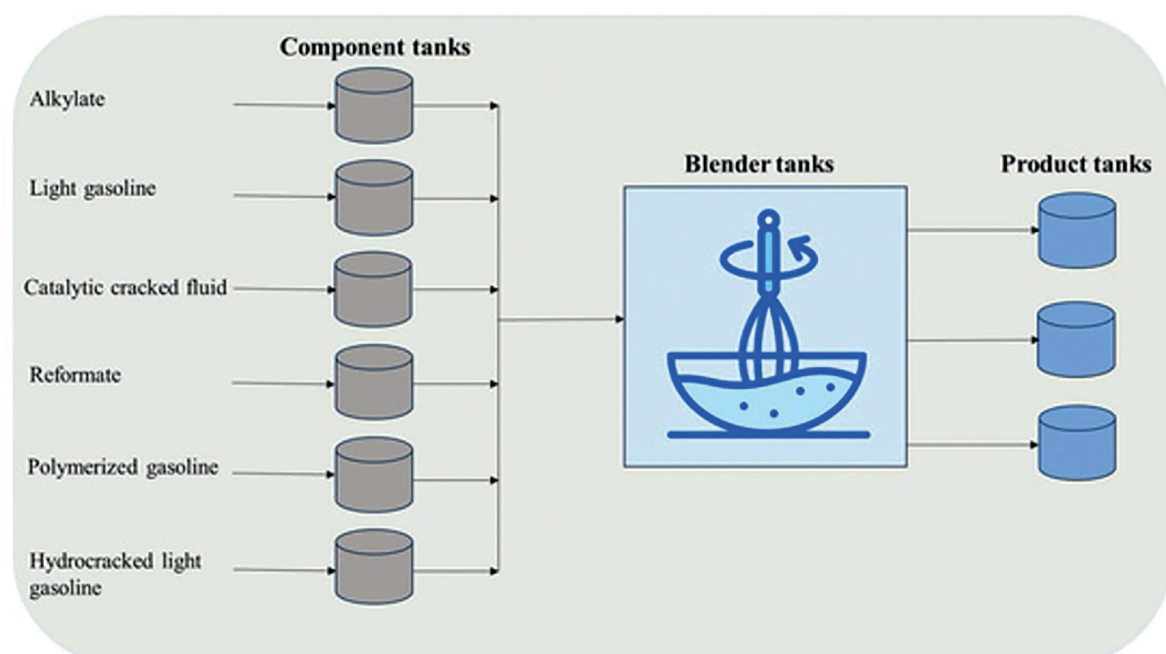 Component tanks
Alkylate
Light gasoline
Catalytic cracked fluid
Reformate
Polymerized gasoline
Hydrocracked light
gasoline
Blender tanks
Product tanks